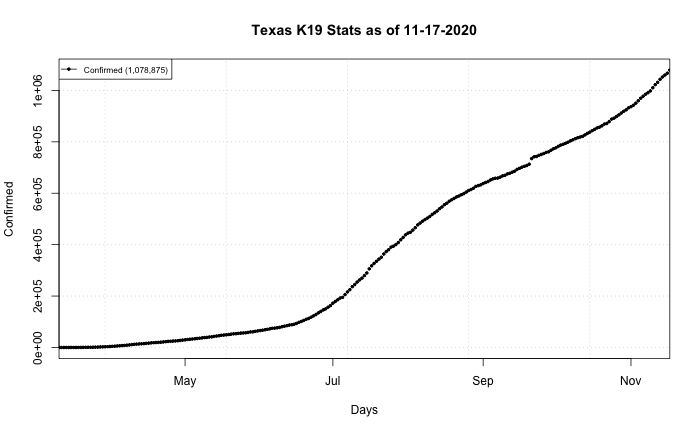 Texas K19 Stats as of 11-17-2020
Confirmed (1,078,875)
1e+06
8e+05
6e+05
4e+05
2e+05
0e+00
Confirmed
May Jul Sep Nov
Days